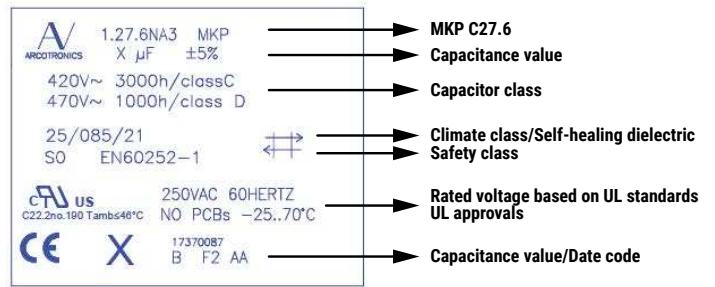 1.27.6NA3 MKP
ARCOTRONICS X µF ±5%
420V~ 3000h/classC
470V~ 1000h/class D
25/085/21
S0 EN60252-1
c UL US 250VAC 60HERTZ
C22.2no.190 Tamb≤46°C NO PCBs -25..70°C
CE X 17370087
B F2 AA
MKP C27.6
Capacitance value
Capacitor class
Climate class/Self-healing dielectric
Safety class
Rated voltage based on UL standards
UL approvals
Capacitance value/Date code